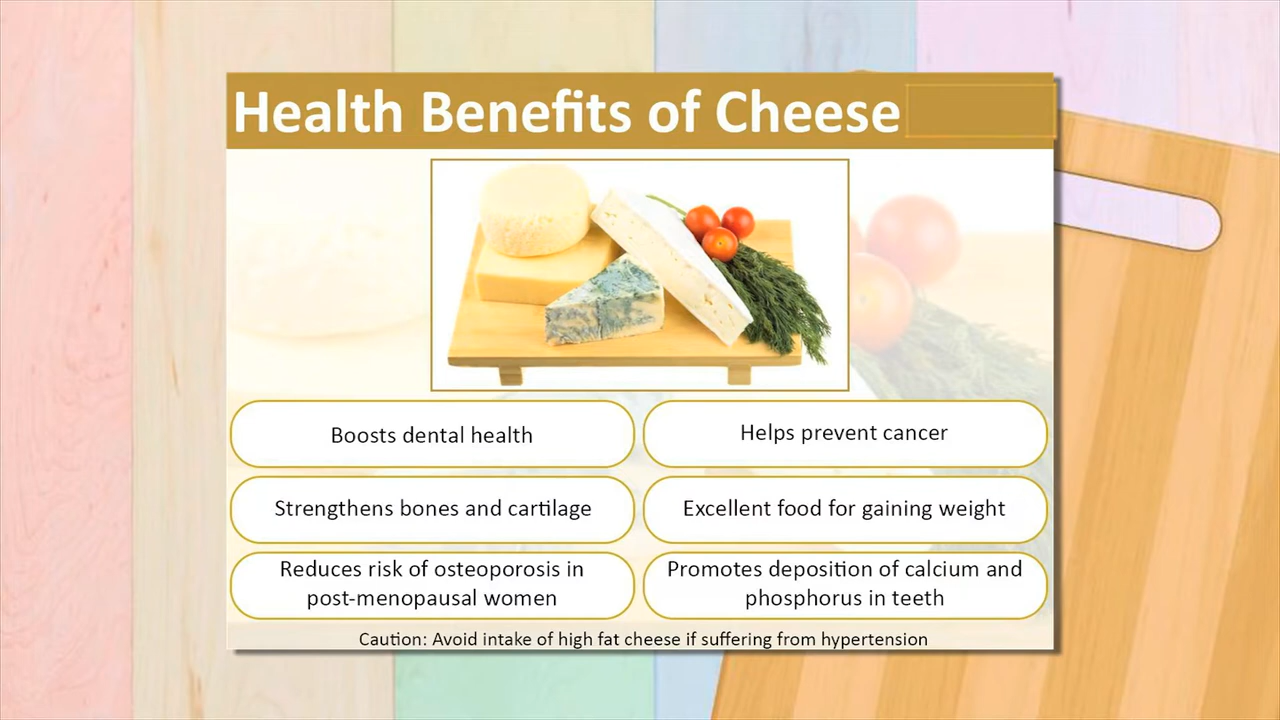 Health Benefits of Cheese
Boosts dental health
Helps prevent cancer
Strengthens bones and cartilage
Excellent food for gaining weight
Reduces risk of osteoporosis in
post-menopausal women
Promotes deposition of calcium and
phosphorus in teeth
Caution: Avoid intake of high fat cheese if suffering from hypertension